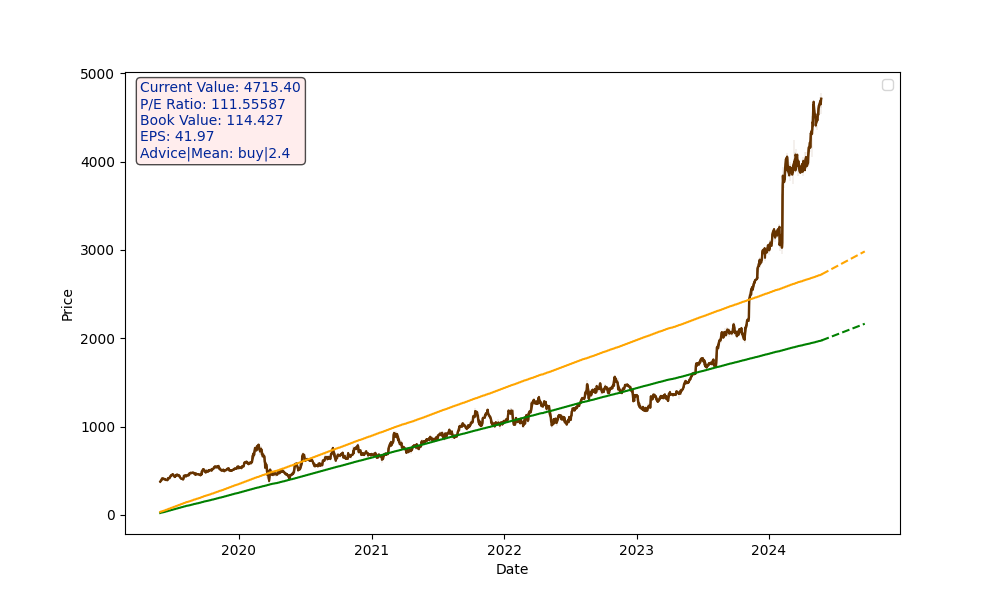 Current Value: 4715.40
P/E Ratio: 111.55587
Book Value: 114.427
EPS: 41.97
Advice|Mean: buy|2.4
5000
4000
3000
2000
1000
0
Price
2020 2021 2022 2023 2024
Date